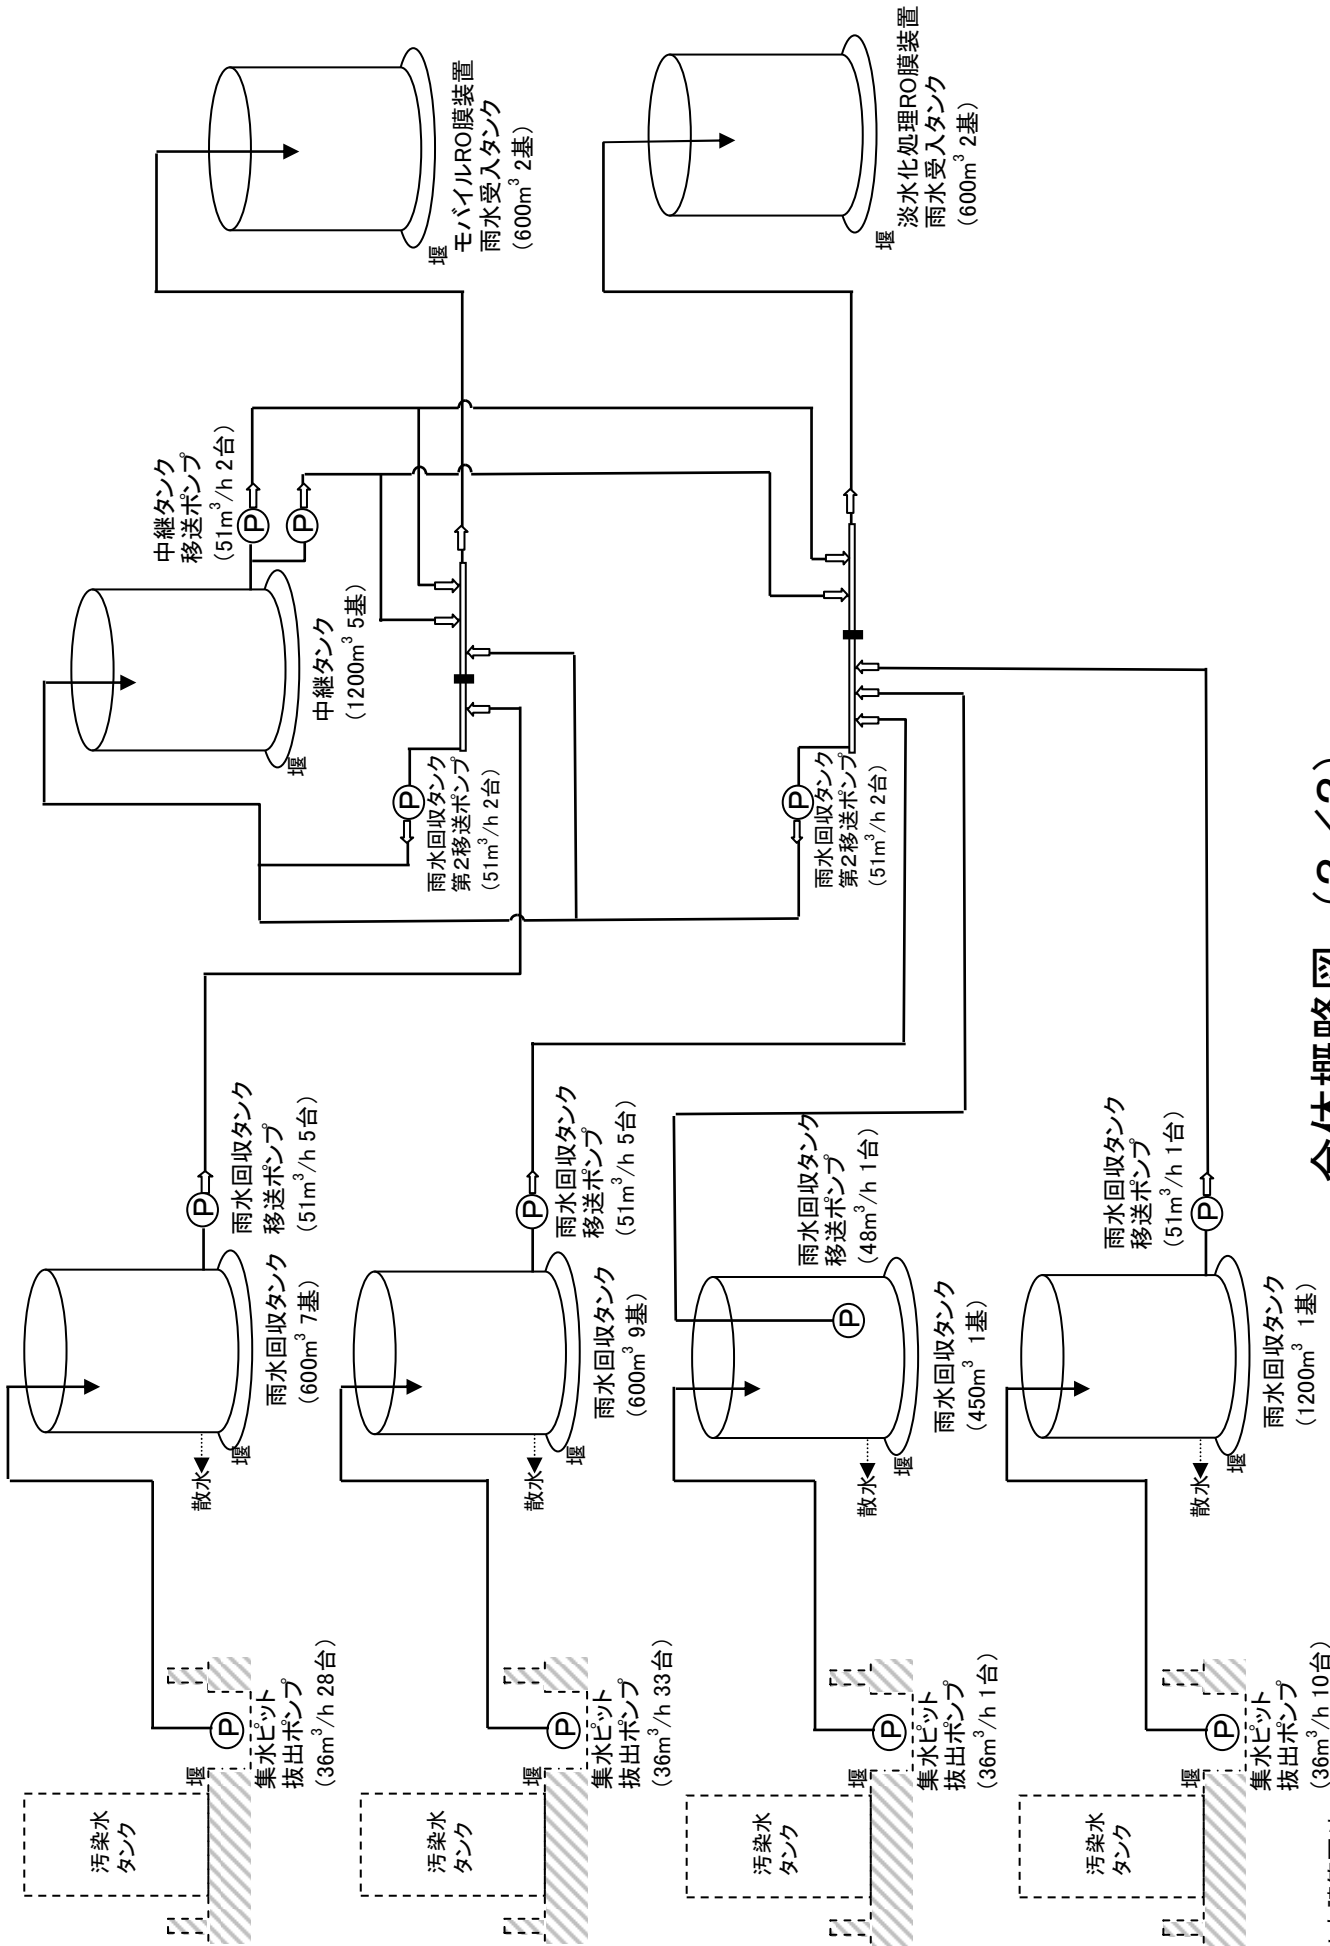 汚染水
タンク
堰
P
集水ピット
抜出ポンプ
(36m³/h 28台)
散水
堰
雨水回収タンク
(600m³ 7基)
P
雨水回収タンク
移送ポンプ
(51m³/h 5台)
堰
中継タンク
(1200m³ 5基)
中継タンク
移送ポンプ
(51m³/h 2台)
P
P
P
雨水回収タンク
第2移送ポンプ
(51m³/h 2台)
堰
モバイルRO膜装置
雨水受入タンク
(600m³ 2基)
汚染水
タンク
堰
P
集水ピット
抜出ポンプ
(36m³/h 33台)
散水
堰
雨水回収タンク
(600m³ 9基)
P
雨水回収タンク
移送ポンプ
(51m³/h 5台)
P
雨水回収タンク
第2移送ポンプ
(51m³/h 2台)
堰
淡水化処理RO膜装置
雨水受入タンク
(600m³ 2基)
汚染水
タンク
堰
P
集水ピット
抜出ポンプ
(36m³/h 1台)
散水
堰
雨水回収タンク
(450m³ 1基)
P
雨水回収タンク
移送ポンプ
(48m³/h 1台)
汚染水
タンク
堰
P
集水ピット
抜出ポンプ
(36m³/h 10台)
散水
堰
雨水回収タンク
(1200m³ 1基)
P
雨水回収タンク
移送ポンプ
(51m³/h 1台)
全体概略図